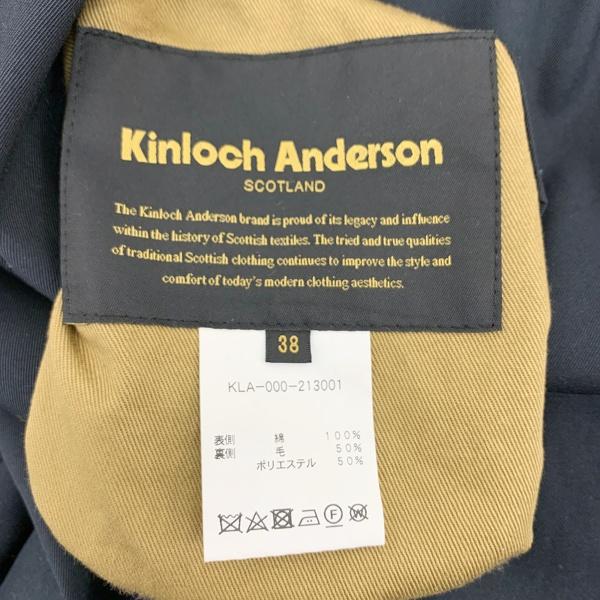 Kinloch Anderson
SCOTLAND
The Kinloch Anderson brand is proud of its legacy and influence
within the history of Scottish textiles. The tried and true qualities
of traditional Scottish clothing continues to improve the style and
comfort of today's modern clothing aesthetics.
38
KLA-000-213001
表側 綿 100%
裏側 毛 50%
ポリエステル 50%
F
W